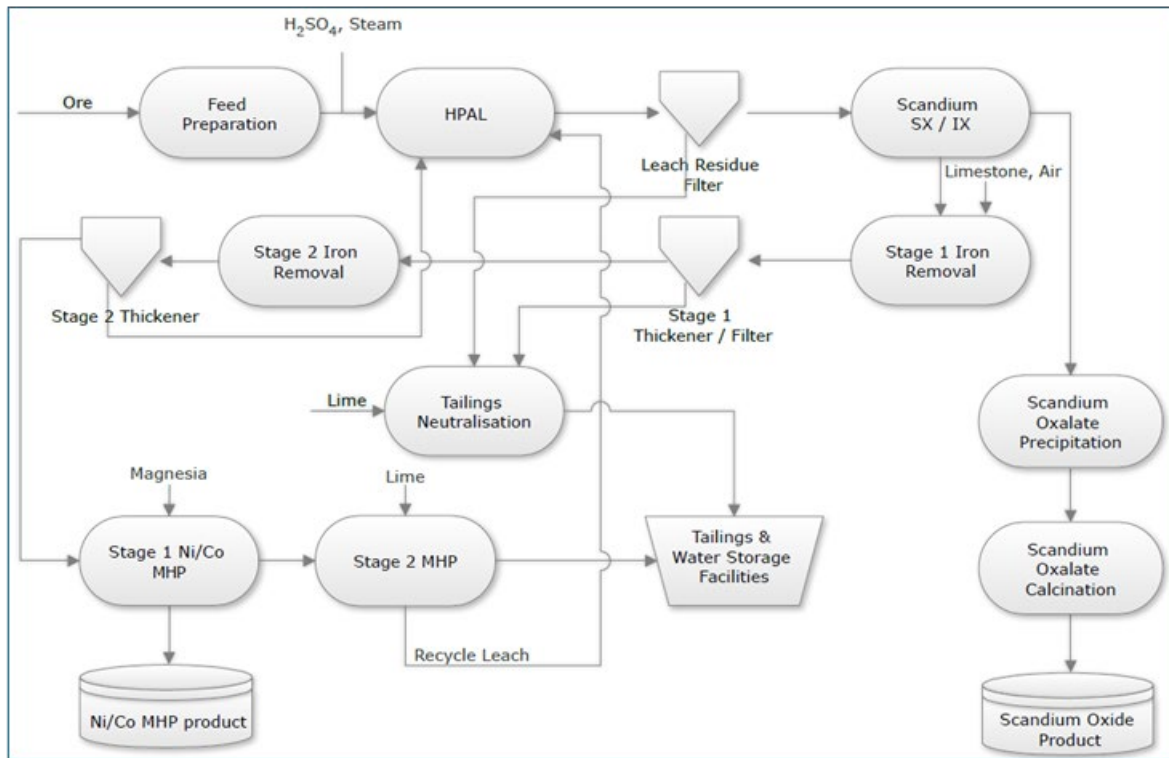 H₂SO₄, Steam
Ore
Feed
Preparation
HPAL
Leach Residue
Filter
Scandium
SX / IX
Limestone, Air
Stage 2 Thickener
Stage 2 Iron
Removal
Stage 1
Thickener / Filter
Stage 1 Iron
Removal
Lime
Tailings
Neutralisation
Scandium
Oxalate
Precipitation
Magnesia
Lime
Stage 1 Ni/Co
MHP
Stage 2 MHP
Tailings &
Water Storage
Facilities
Scandium
Oxalate
Calcination
Recycle Leach
Ni/Co MHP product
Scandium Oxide
Product